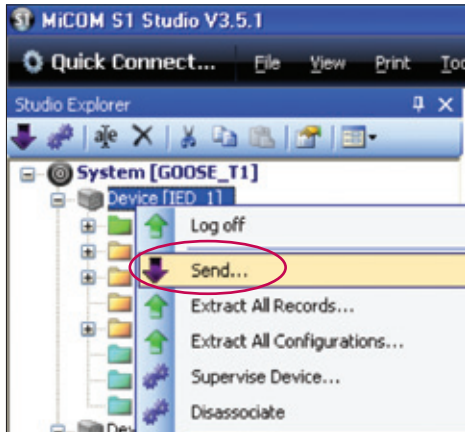 S1 MiCOM S1 Studio V3.5.1
Quick Connect... File View Print
Studio Explorer
System [GOOSE_T1]
Device [IED_1]
Log off
Send...
Extract All Records...
Extract All Configurations...
Supervise Device...
Disassociate